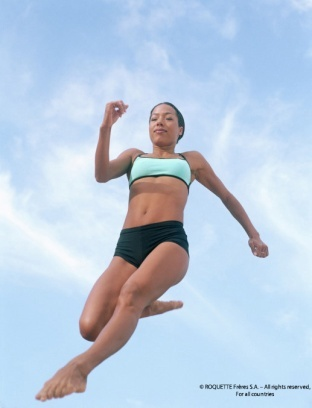 © ROQUETTE Frères S.A. – All rights reserved,
For all countries